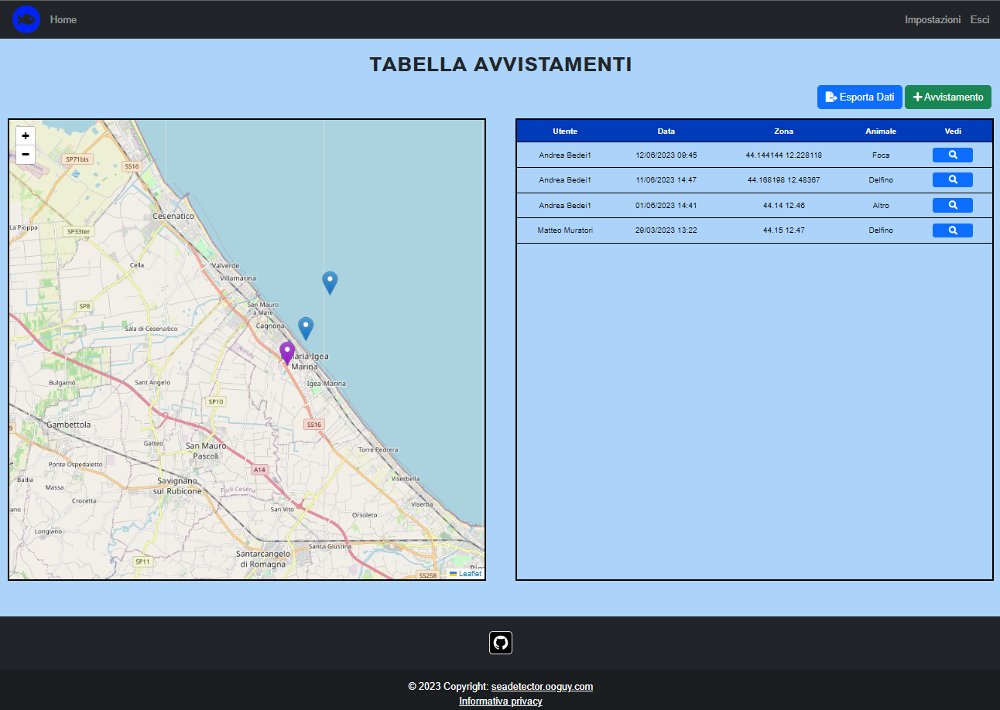 Home
Impostazioni Esci
TABELLA AVVISTAMENTI
Esporta Dati
Avvistamento
+
−
Ravenna
SP71bis
SS16
Cesenatico
La Pioppa
SP33ter
Cella
Valverde
Villamarina
SP8
San Mauro
a Mare
Cagnona
Sala di Cesenatico
Rimini
Marina
Igea Marina
Bulgarnò
Sant Angelo
SP10
SS16
Gambettola
Gatteo
San Mauro
Pascoli
Torre Pedrera
Ponte Ospedaletto
A14
Badia
Massa
Savignano
sul Rubicone
Forlì-Cesena
Viserbella
Crocetta
Viserba
San Vito
Orsoleto
Longiano
Santa Giustina
Santarcangelo
di Romagna
SP11
SS258
Leaflet
Utente Data Zona Animale Vedi
Andrea Bedei1 12/06/2023 09:45 44.144144 12.228118 Foca
Andrea Bedei1 11/06/2023 14:47 44.168198 12.48367 Delfino
Andrea Bedei1 01/06/2023 14:41 44.14 12.46 Altro
Matteo Muratori 29/03/2023 13:22 44.15 12.47 Delfino
© 2023 Copyright: seadetector.ooguy.com
Informativa privacy